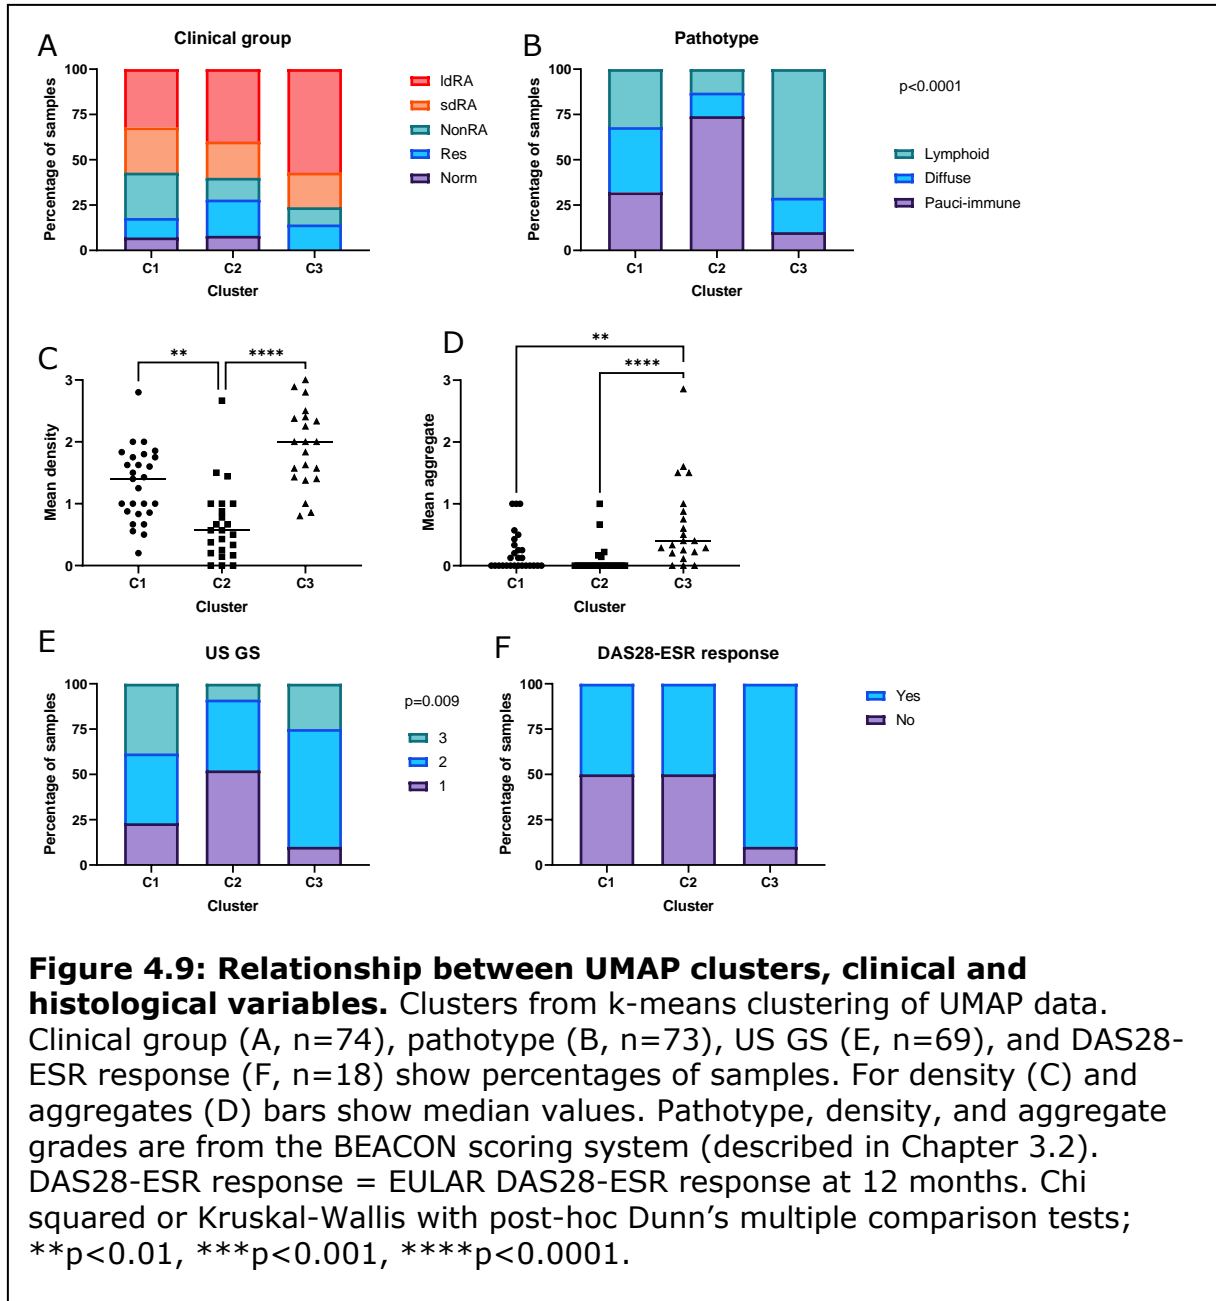 A
Clinical group
Percentage of samples
100
75
50
25
0
C1
C2
C3
Cluster
ldRA
sdRA
NonRA
Res
Norm
B
Pathotype
Percentage of samples
100
75
50
25
0
C1
C2
C3
Cluster
p<0.0001
Lymphoid
Diffuse
Pauci-immune
C
Mean density
3
2
1
0
**
****
C1
C2
C3
Cluster
D
Mean aggregate
3
2
1
0
**
****
C1
C2
C3
Cluster
E
US GS
Percentage of samples
100
75
50
25
0
C1
C2
C3
Cluster
p=0.009
3
2
1
F
DAS28-ESR response
Percentage of samples
100
75
50
25
0
C1
C2
C3
Cluster
Yes
No
Figure 4.9: Relationship between UMAP clusters, clinical and
histological variables. Clusters from k-means clustering of UMAP data.
Clinical group (A, n=74), pathotype (B, n=73), US GS (E, n=69), and DAS28-
ESR response (F, n=18) show percentages of samples. For density (C) and
aggregates (D) bars show median values. Pathotype, density, and aggregate
grades are from the BEACON scoring system (described in Chapter 3.2).
DAS28-ESR response = EULAR DAS28-ESR response at 12 months. Chi
squared or Kruskal-Wallis with post-hoc Dunn's multiple comparison tests;
**p<0.01, ***p<0.001, ****p<0.0001.